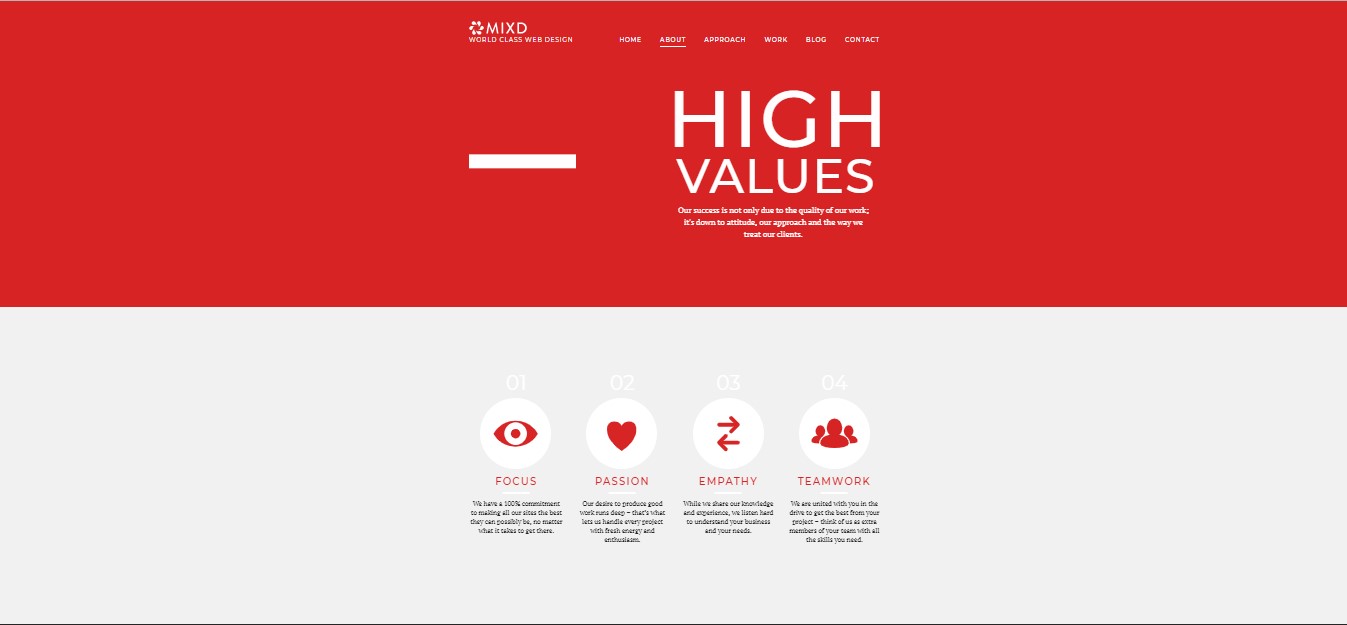 MIXD
WORLD CLASS WEB DESIGN
HOME ABOUT APPROACH WORK BLOG CONTACT
HIGH
VALUES
Our success is not only due to the quality of our work;
it's down to attitude, our approach and the way we
treat our clients.
01
FOCUS
We have a 100% commitment
to making all our sites the best
they can possibly be, no matter
what it takes to get there.
02
PASSION
Our desire to produce good
work runs deep – that's what
lets us handle every project
with fresh energy and
enthusiasm.
03
EMPATHY
While we share our knowledge
and experience, we listen hard
to understand your business
and your needs.
04
TEAMWORK
We are united with you in the
drive to get the best from your
project – think of us as extra
members of your team with all
the skills you need.